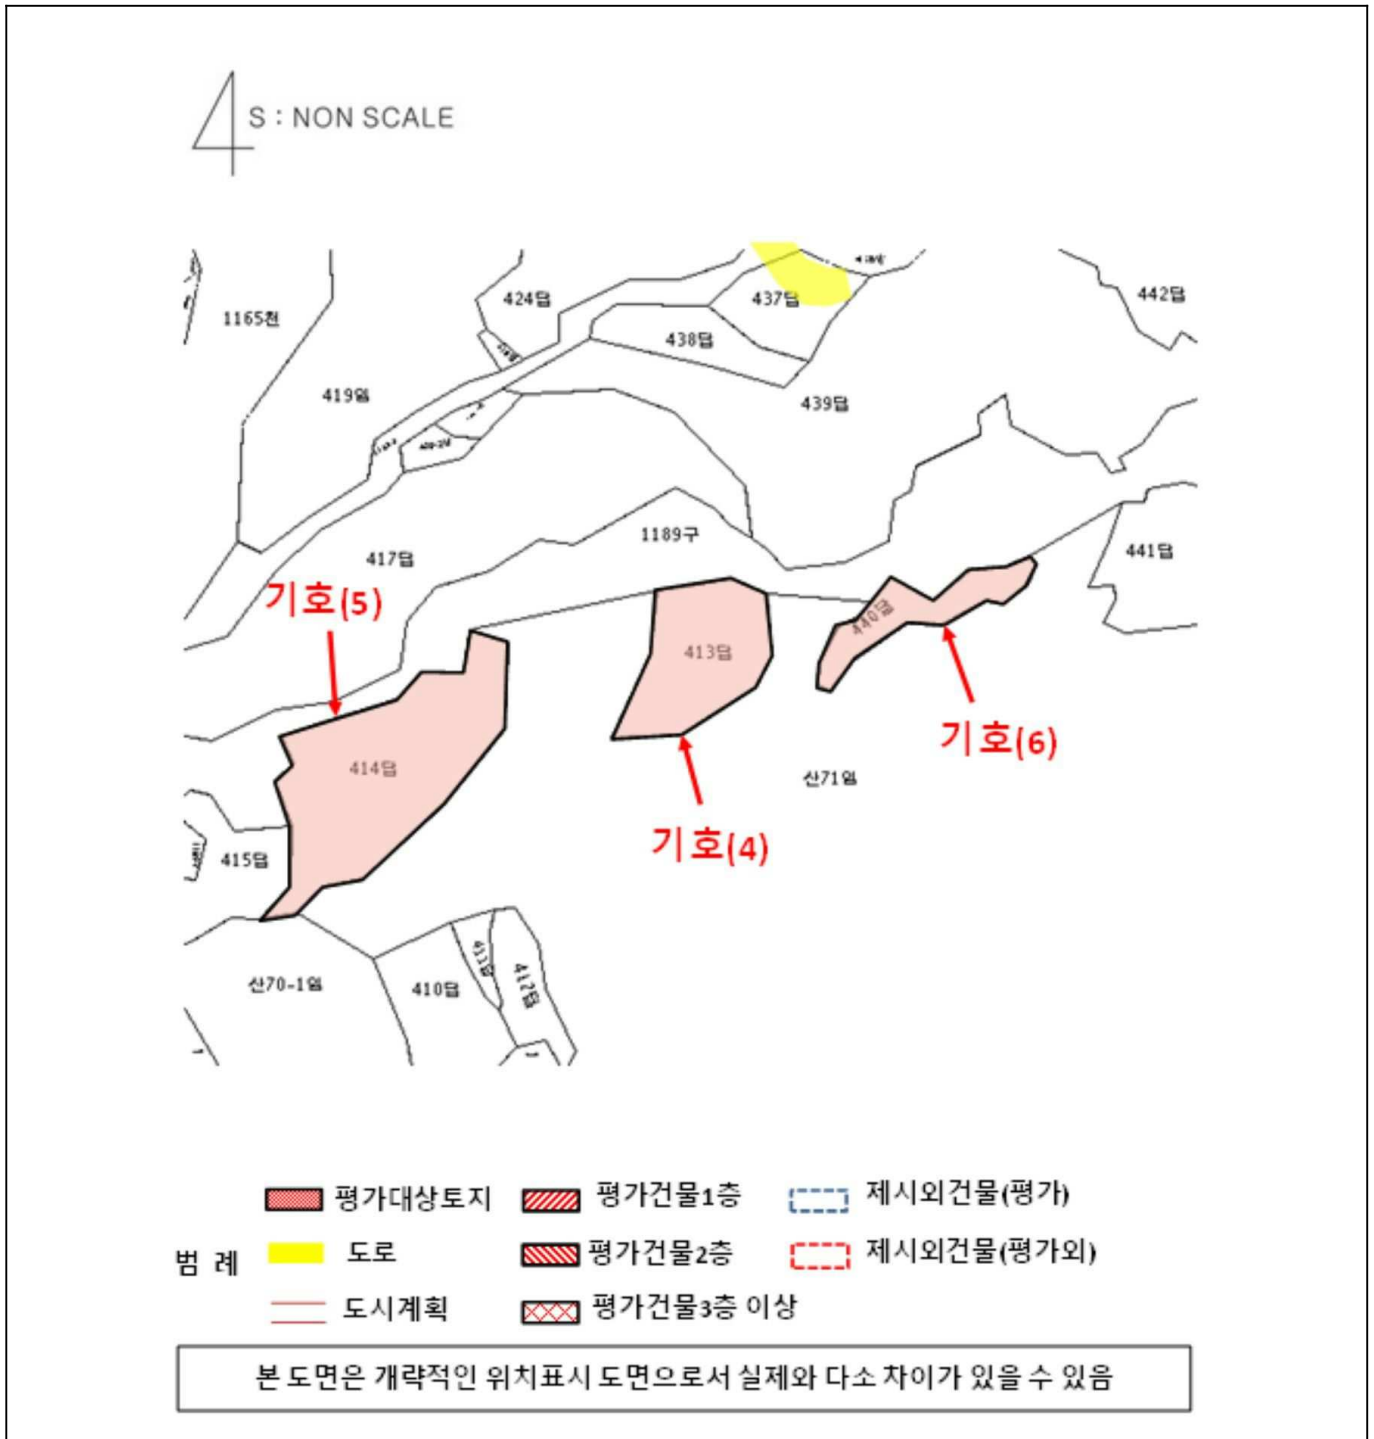 S : NON SCALE
1165천
424답
437답
442답
438답
419임
439답
1189구
417답
441답
기호(5)
440답
413답
기호(6)
414답
산71임
기호(4)
415답
411답
412답
산70-1임
410답
평가대상토지
평가건물1층
제시외건물(평가)
범 례
도로
평가건물2층
제시외건물(평가외)
도시계획
평가건물3층 이상
본 도면은 개략적인 위치표시 도면으로서 실제와 다소 차이가 있을 수 있음